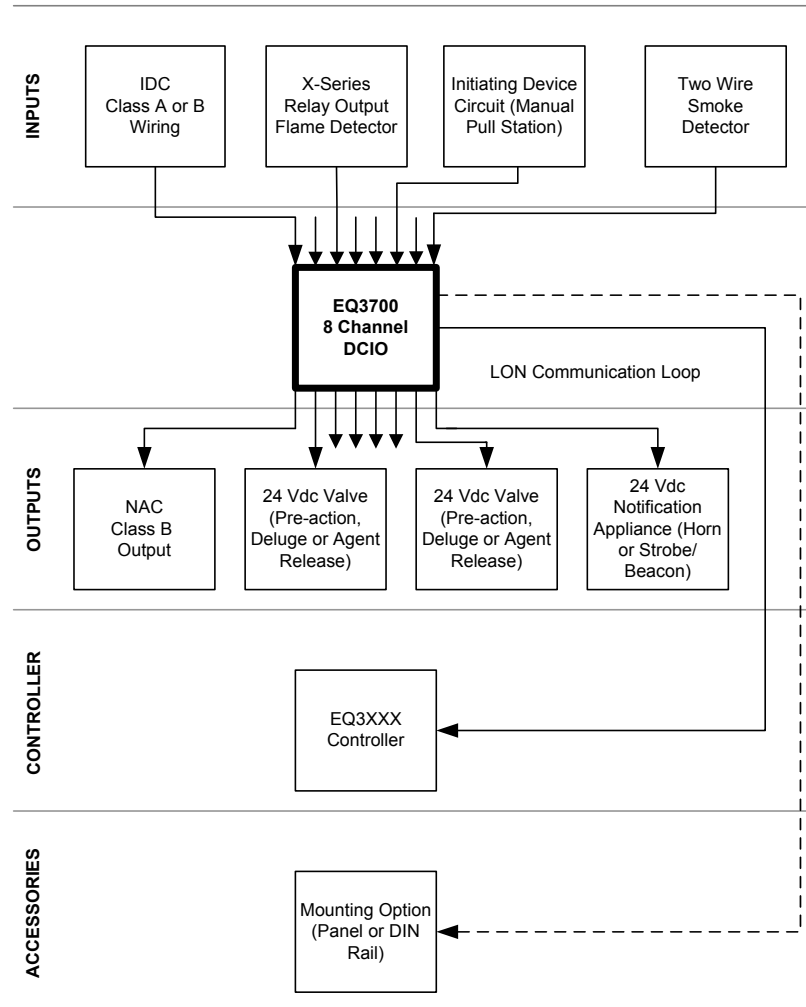 INPUTS
IDC
Class A or B
Wiring
X-Series
Relay Output
Flame Detector
Initiating Device
Circuit (Manual
Pull Station)
Two Wire
Smoke
Detector
EQ3700
8 Channel
DCIO
LON Communication Loop
OUTPUTS
NAC
Class B
Output
24 Vdc Valve
(Pre-action,
Deluge or Agent
Release)
24 Vdc Valve
(Pre-action,
Deluge or Agent
Release)
24 Vdc
Notification
Appliance (Horn
or Strobe/
Beacon)
CONTROLLER
EQ3XXX
Controller
ACCESSORIES
Mounting Option
(Panel or DIN
Rail)